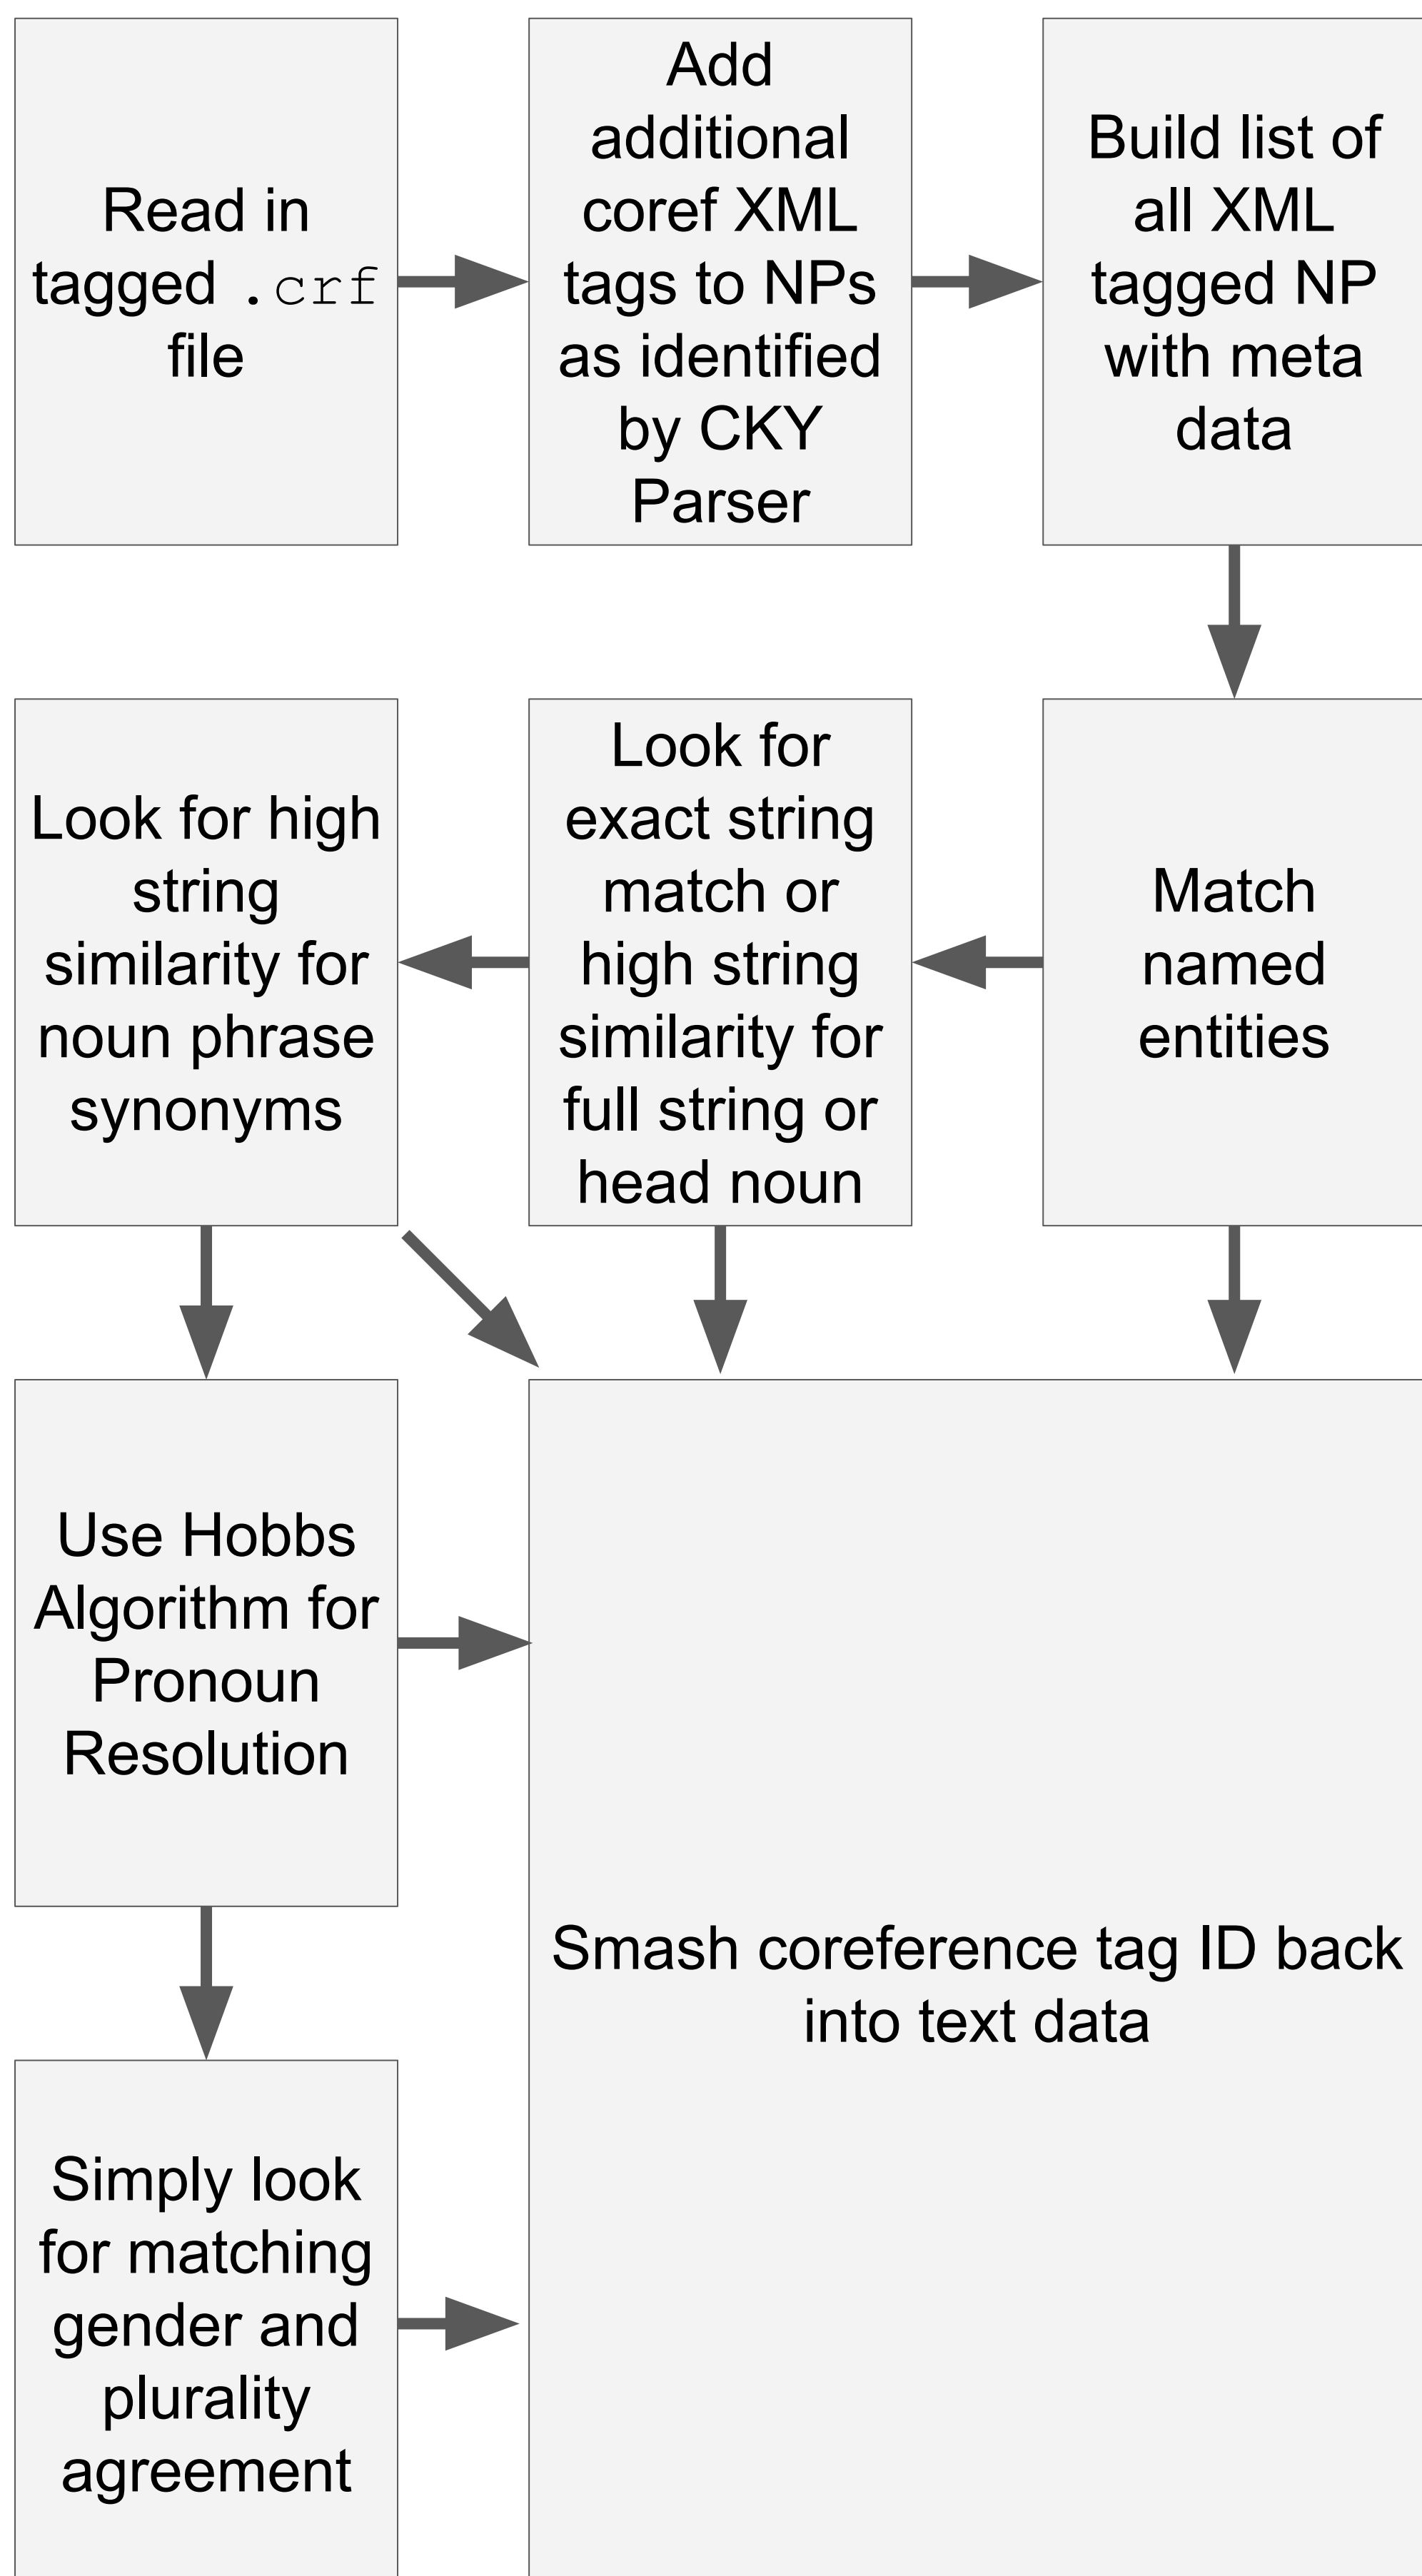 Read in
tagged .crf
file
Add
additional
coref XML
tags to NPs
as identified
by CKY
Parser
Build list of
all XML
tagged NP
with meta
data
Match
named
entities
Look for
exact string
match or
high string
similarity for
full string or
head noun
Look for high
string
similarity for
noun phrase
synonyms
Use Hobbs
Algorithm for
Pronoun
Resolution
Simply look
for matching
gender and
plurality
agreement
Smash coreference tag ID back
into text data